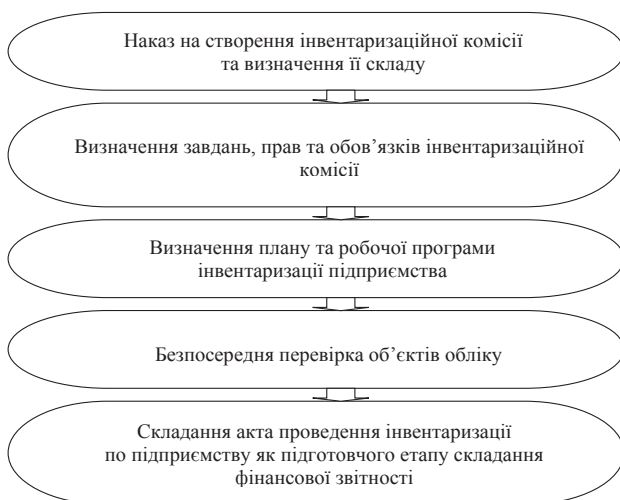 Наказ на створення інвентаризаційної комісії
та визначення її складу
Визначення завдань, прав та обов’язків інвентаризаційної
комісії
Визначення плану та робочої програми
інвентаризації підприємства
Безпосередня перевірка об’єктів обліку
Складання акта проведення інвентаризації
по підприємству як підготовчого етапу складання
фінансової звітності